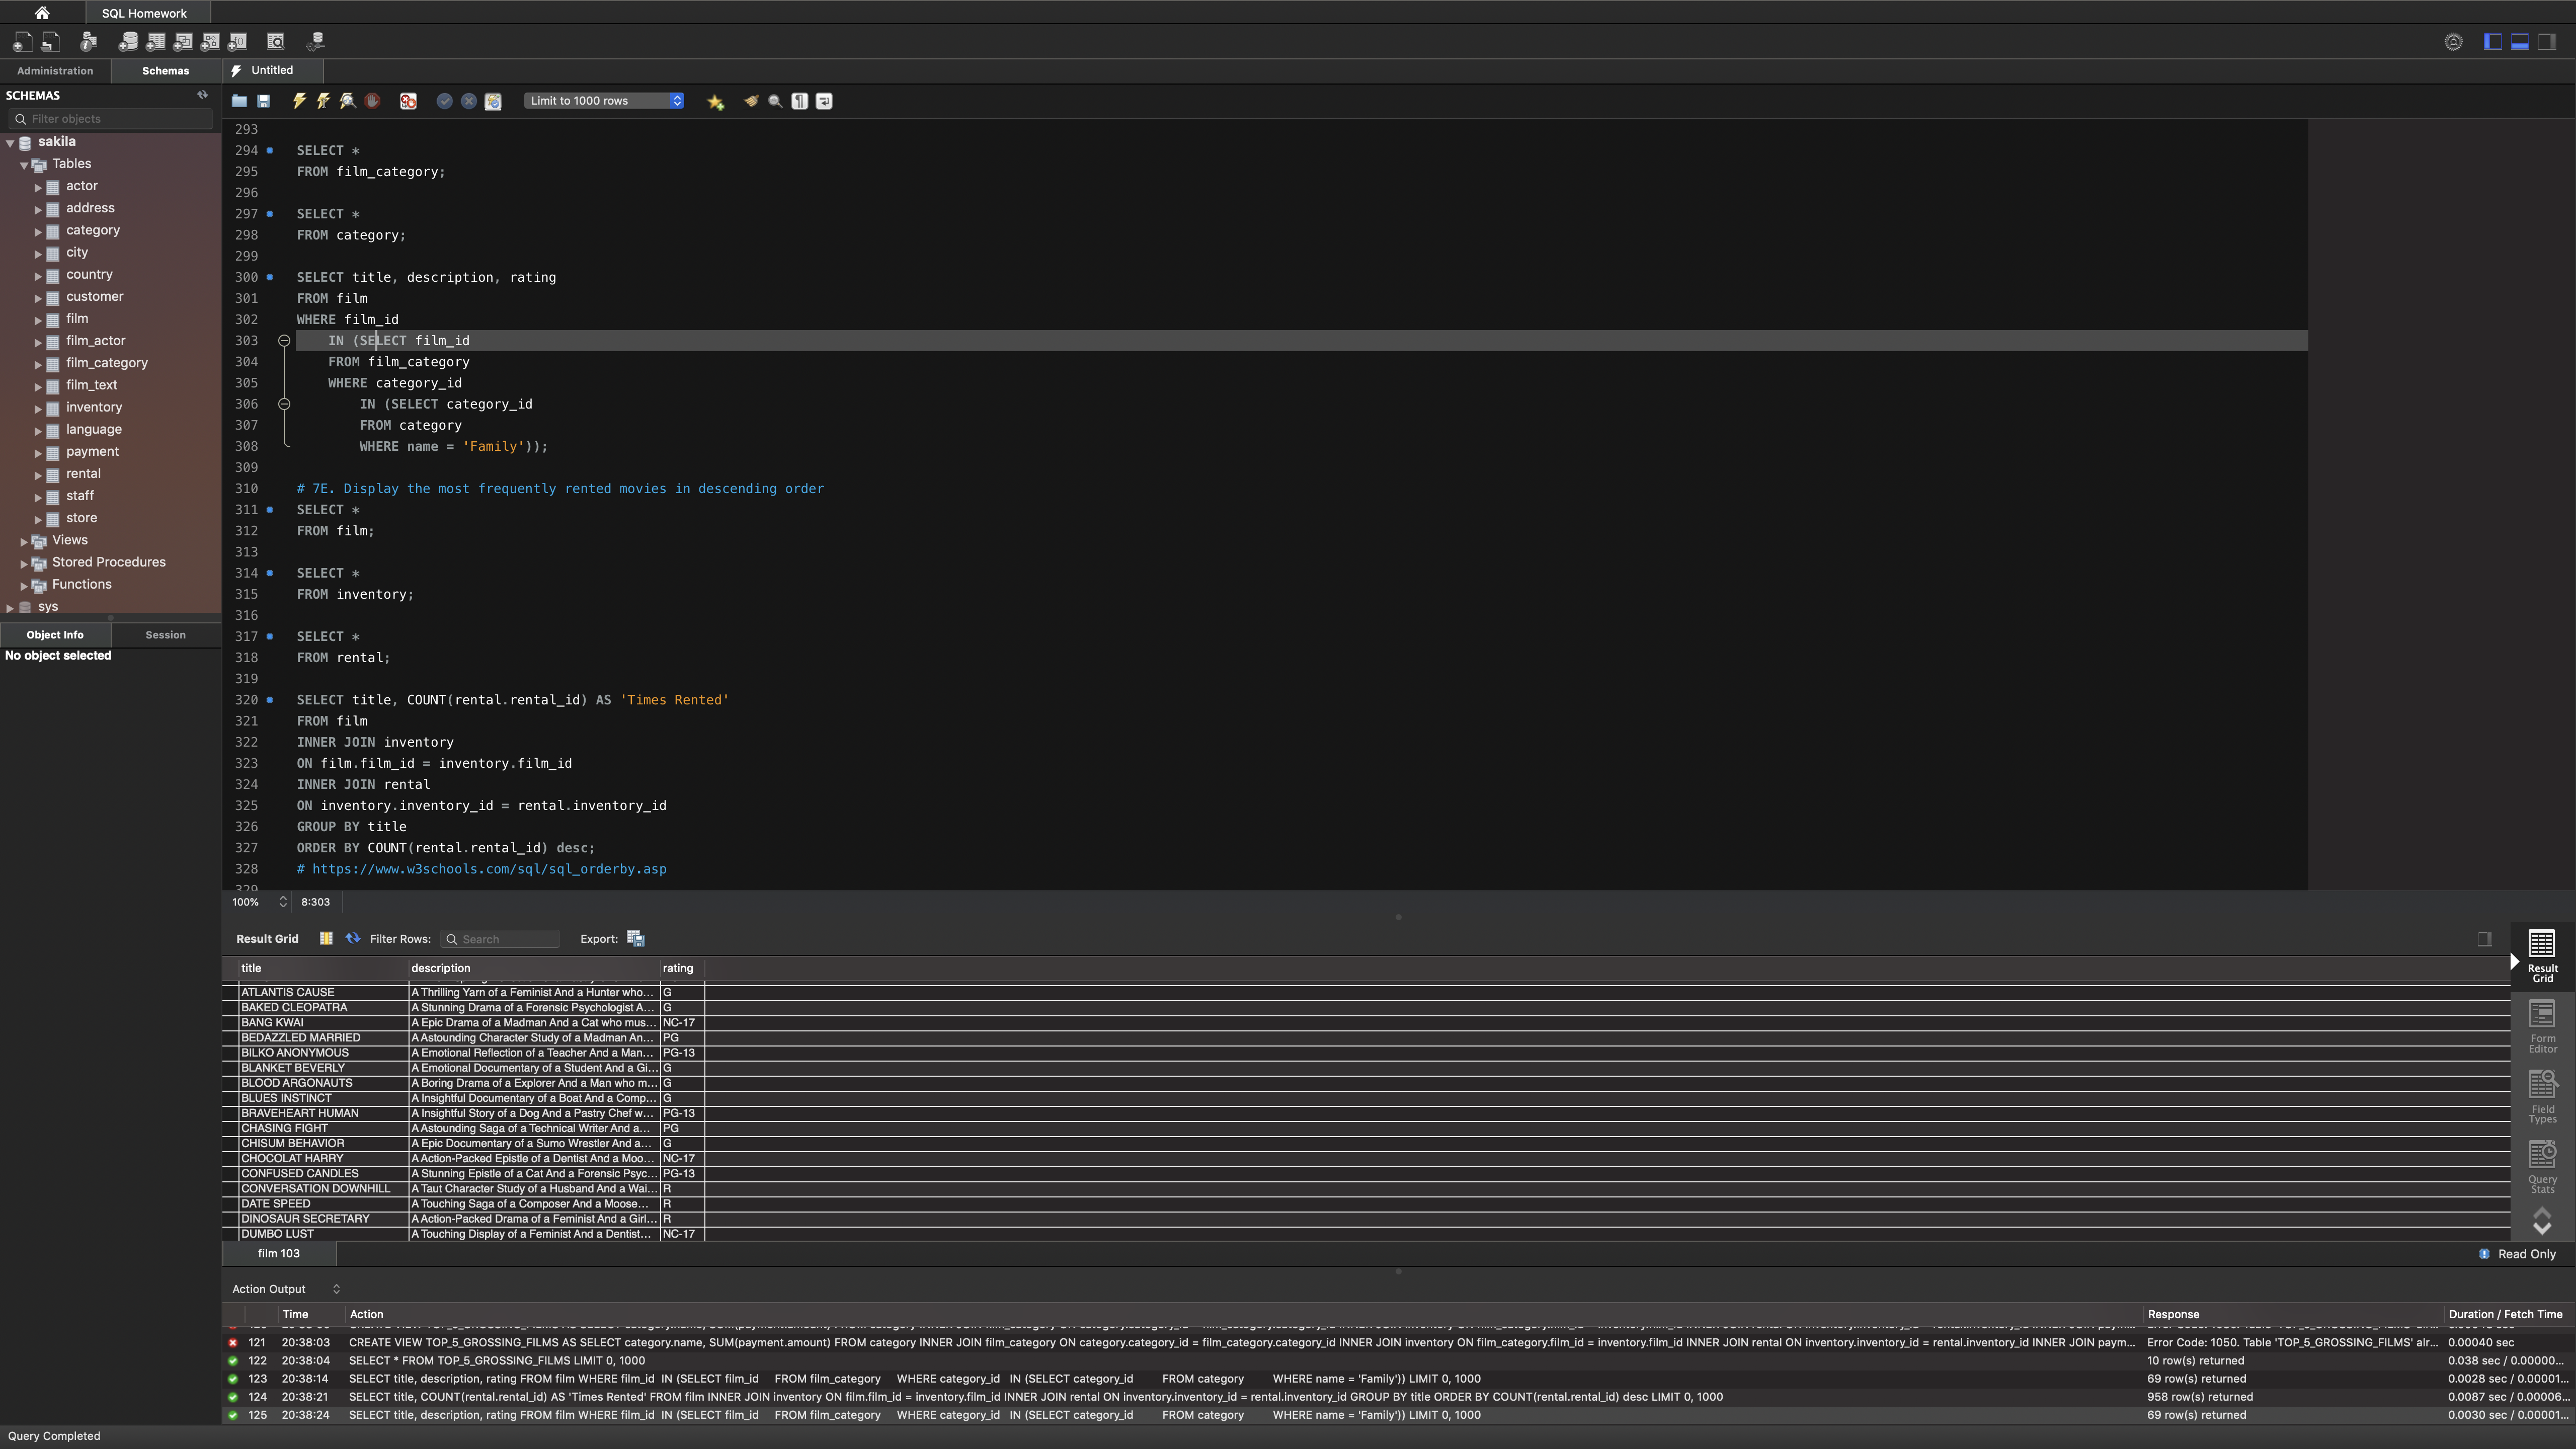 SQL Homework
Administration
Schemas
Untitled
SCHEMAS
Filter objects
Limit to 1000 rows
sakila
Tables
actor
address
category
city
country
customer
film
film_actor
film_category
film_text
inventory
language
payment
rental
staff
store
Views
Stored Procedures
Functions
sys
Object Info
Session
No object selected
293
294 SELECT *
295 FROM film_category;
296
297 SELECT *
298 FROM category;
299
300 SELECT title, description, rating
301 FROM film
302 WHERE film_id
303 IN (SELECT film_id
304 FROM film_category
305 WHERE category_id
306 IN (SELECT category_id
307 FROM category
308 WHERE name = 'Family'));
309
310 # 7E. Display the most frequently rented movies in descending order
311 SELECT *
312 FROM film;
313
314 SELECT *
315 FROM inventory;
316
317 SELECT *
318 FROM rental;
319
320 SELECT title, COUNT(rental.rental_id) AS 'Times Rented'
321 FROM film
322 INNER JOIN inventory
323 ON film.film_id = inventory.film_id
324 INNER JOIN rental
325 ON inventory.inventory_id = rental.inventory_id
326 GROUP BY title
327 ORDER BY COUNT(rental.rental_id) desc;
328 # https://www.w3schools.com/sql/sql_orderby.asp
329
100% 8:303
Result Grid Filter Rows: Search Export:
title description rating
ATLANTIS CAUSE A Thrilling Yarn of a Feminist And a Hunter who... G
BAKED CLEOPATRA A Stunning Drama of a Forensic Psychologist A... G
BANG KWAI A Epic Drama of a Madman And a Cat who mus... NC-17
BEDAZZLED MARRIED A Astounding Character Study of a Madman An... PG
BILKO ANONYMOUS A Emotional Reflection of a Teacher And a Man... PG-13
BLANKET BEVERLY A Emotional Documentary of a Student And a Gi... G
BLOOD ARGONAUTS A Boring Drama of a Explorer And a Man who m... G
BLUES INSTINCT A Insightful Documentary of a Boat And a Comp... G
BRAVEHEART HUMAN A Insightful Story of a Dog And a Pastry Chef w... PG-13
CHASING FIGHT A Astounding Saga of a Technical Writer And a... PG
CHISUM BEHAVIOR A Epic Documentary of a Sumo Wrestler And a... G
CHOCOLAT HARRY A Action-Packed Epistle of a Dentist And a Moo... NC-17
CONFUSED CANDLES A Stunning Epistle of a Cat And a Forensic Psyc... PG-13
CONVERSATION DOWNHILL A Taut Character Study of a Husband And a Wai... R
DATE SPEED A Touching Saga of a Composer And a Moose... R
DINOSAUR SECRETARY A Action-Packed Drama of a Feminist And a Girl... R
DUMBO LUST A Touching Display of a Feminist And a Dentist... NC-17
Result
Grid
Form
Editor
Field
Types
Query
Stats
film 103
Read Only
Action Output
Time Action Response Duration / Fetch Time
121 20:38:03 CREATE VIEW TOP_5_GROSSING_FILMS AS SELECT category.name, SUM(payment.amount) FROM category INNER JOIN film_category ON category.category_id = film_category.category_id INNER JOIN inventory ON film_category.film_id = inventory.film_id INNER JOIN rental ON inventory.inventory_id = rental.inventory_id INNER JOIN paym... Error Code: 1050. Table 'TOP_5_GROSSING_FILMS' alr... 0.00040 sec
122 20:38:04 SELECT * FROM TOP_5_GROSSING_FILMS LIMIT 0, 1000 10 row(s) returned 0.038 sec / 0.00000...
123 20:38:14 SELECT title, description, rating FROM film WHERE film_id IN (SELECT film_id FROM film_category WHERE category_id IN (SELECT category_id FROM category WHERE name = 'Family')) LIMIT 0, 1000 69 row(s) returned 0.0028 sec / 0.00001...
124 20:38:21 SELECT title, COUNT(rental.rental_id) AS 'Times Rented' FROM film INNER JOIN inventory ON film.film_id = inventory.film_id INNER JOIN rental ON inventory.inventory_id = rental.inventory_id GROUP BY title ORDER BY COUNT(rental.rental_id) desc LIMIT 0, 1000 958 row(s) returned 0.0087 sec / 0.00006...
125 20:38:24 SELECT title, description, rating FROM film WHERE film_id IN (SELECT film_id FROM film_category WHERE category_id IN (SELECT category_id FROM category WHERE name = 'Family')) LIMIT 0, 1000 69 row(s) returned 0.0030 sec / 0.00001...
Query Completed